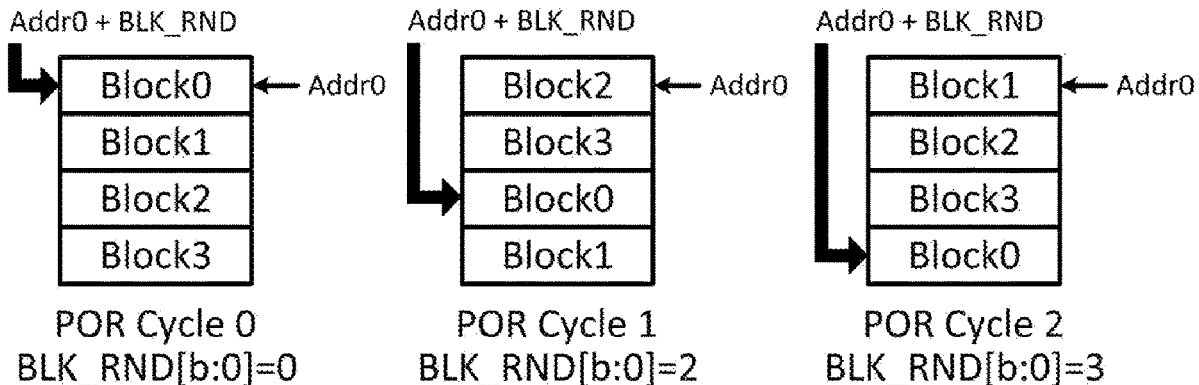 Addr0 + BLK_RND
Block0
Addr0
Block1
Block2
Block3
POR Cycle 0
BLK_RND[b:0]=0
Addr0 + BLK_RND
Block2
Addr0
Block3
Block0
Block1
POR Cycle 1
BLK_RND[b:0]=2
Addr0 + BLK_RND
Block1
Addr0
Block2
Block3
Block0
POR Cycle 2
BLK_RND[b:0]=3